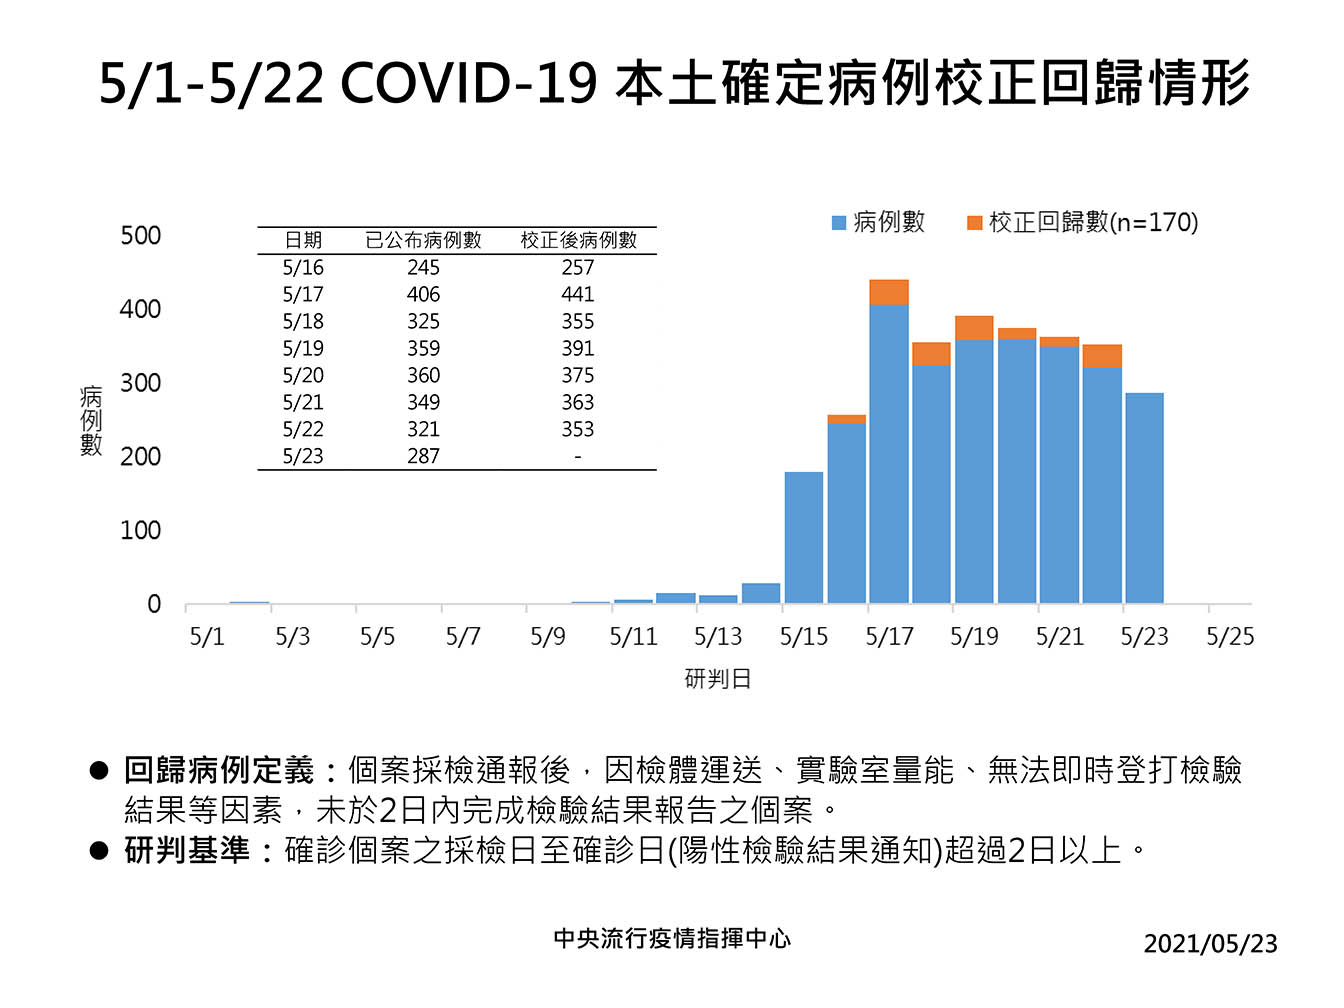 5/1-5/22 COVID-19 本土確定病例校正回歸情形
病例數 校正回歸數(n=170)
500
400
300
200
100
0
病例數
日期 已公布病例數 校正後病例數
5/16 245 257
5/17 406 441
5/18 325 355
5/19 359 391
5/20 360 375
5/21 349 363
5/22 321 353
5/23 287 -
5/1 5/3 5/5 5/7 5/9 5/11 5/13 5/15 5/17 5/19 5/21 5/23 5/25
研判日
● 回歸病例定義：個案採檢通報後，因檢體運送、實驗室量能、無法即時登打檢驗
結果等因素，未於2日內完成檢驗結果報告之個案。
● 研判基準：確診個案之採檢日至確診日(陽性檢驗結果通知)超過2日以上。
中央流行疫情指揮中心
2021/05/23